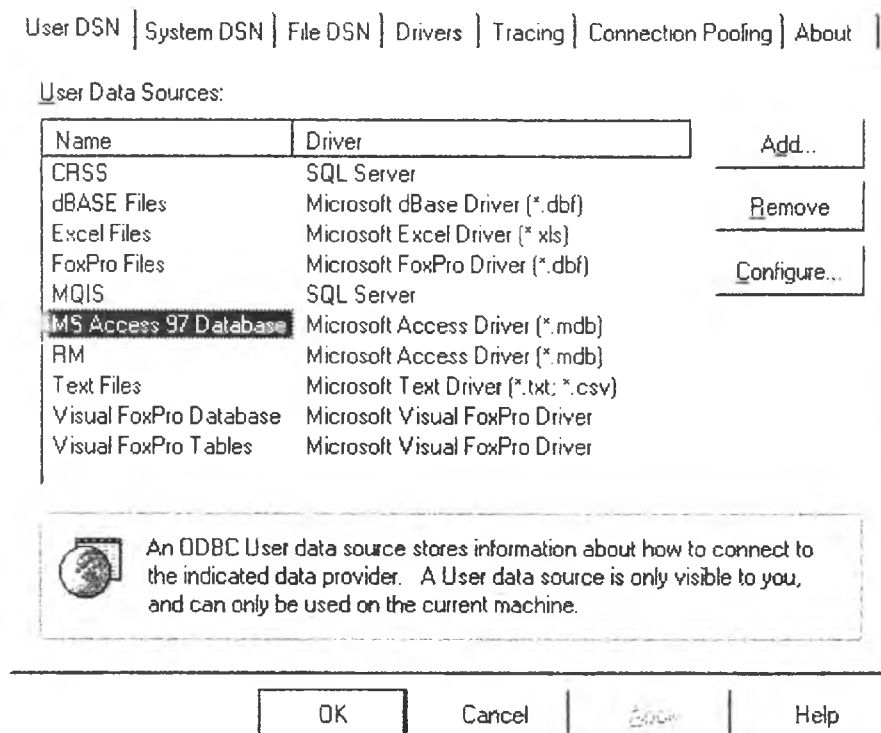 User DSN System DSN File DSN Drivers Tracing Connection Pooling About
User Data Sources:
Name Driver
CRSS SQL Server
dBASE Files Microsoft dBase Driver (*.dbf)
Excel Files Microsoft Excel Driver (* xls)
FoxPro Files Microsoft FoxPro Driver (*.dbf)
MQIS SQL Server
MS Access 97 Database Microsoft Access Driver (*.mdb)
RM Microsoft Access Driver (*.mdb)
Text Files Microsoft Text Driver (*.txt; *.csv)
Visual FoxPro Database Microsoft Visual FoxPro Driver
Visual FoxPro Tables Microsoft Visual FoxPro Driver
Add...
Remove
Configure...
An ODBC User data source stores information about how to connect to
the indicated data provider. A User data source is only visible to you,
and can only be used on the current machine.
OK Cancel Help